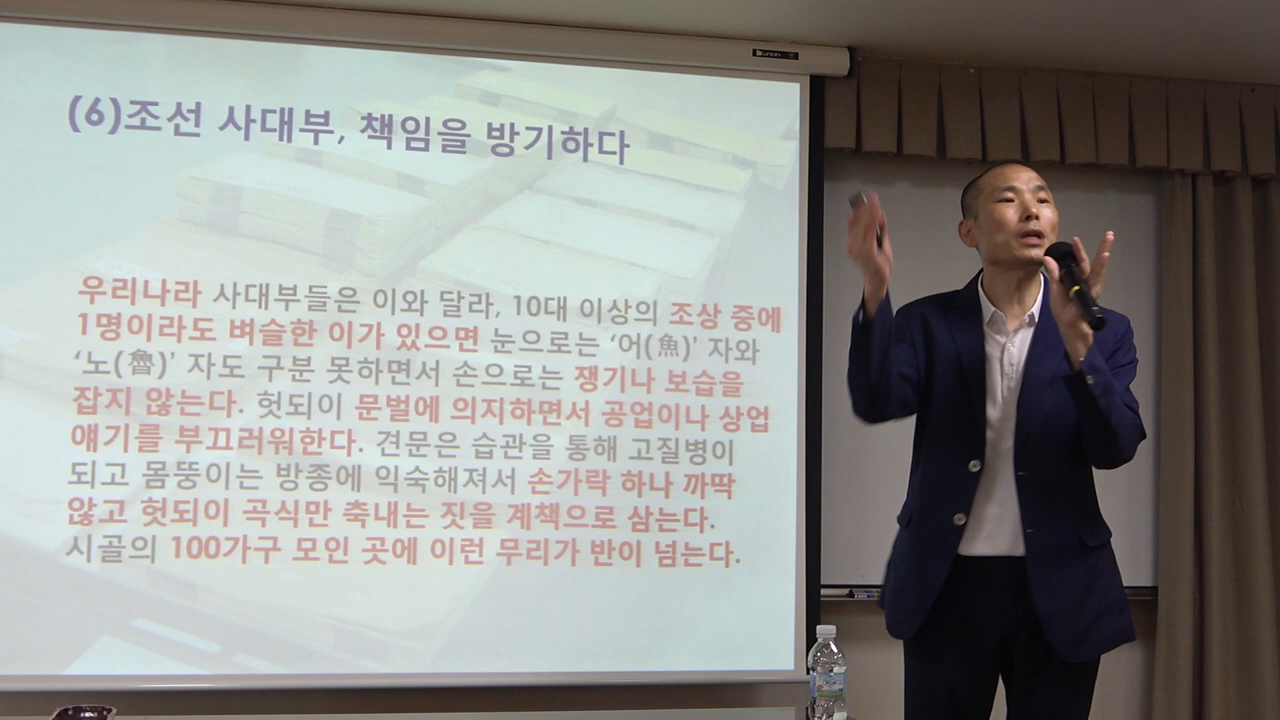 (6)조선 사대부, 책임을 방기하다
우리나라 사대부들은 이와 달라, 10대 이상의 조상 중에
1명이라도 벼슬한 이가 있으면 눈으로는 ‘어(魚)’ 자와
‘노(魯)’ 자도 구분 못하면서 손으로는 쟁기나 보습을
잡지 않는다. 헛되이 문벌에 의지하면서 공업이나 상업
얘기를 부끄러워한다. 견문은 습관을 통해 고질병이
되고 몸뚱이는 방종에 익숙해져서 손가락 하나 까딱
않고 헛되이 곡식만 축내는 짓을 계책으로 삼는다.
시골의 100가구 모인 곳에 이런 무리가 반이 넘는다.